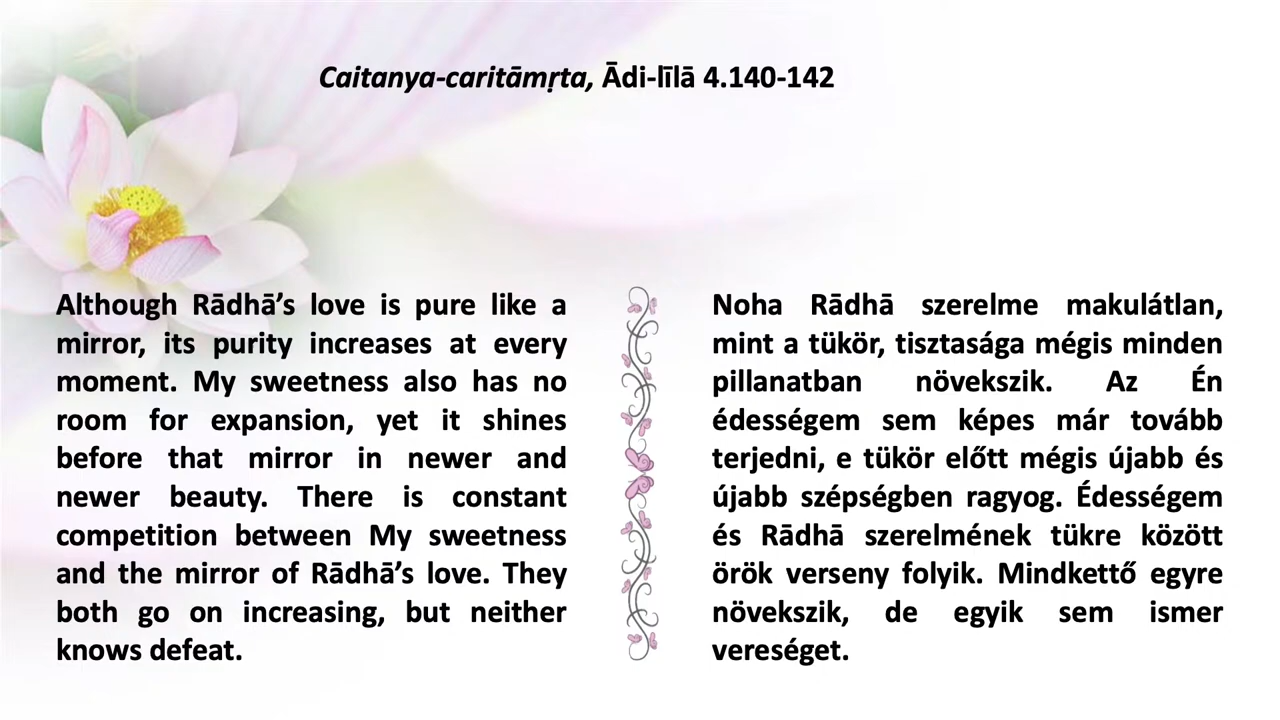 Caitanya-caritāmṛta, Ādi-līlā 4.140-142
Although Rādhā’s love is pure like a
mirror, its purity increases at every
moment. My sweetness also has no
room for expansion, yet it shines
before that mirror in newer and
newer beauty. There is constant
competition between My sweetness
and the mirror of Rādhā’s love. They
both go on increasing, but neither
knows defeat.
Noha Rādhā szerelme makulátlan,
mint a tükör, tisztasága mégis minden
pillanatban növekszik. Az Én
édességem sem képes már tovább
terjedni, e tükör előtt mégis újabb és
újabb szépségben ragyog. Édességem
és Rādhā szerelmének tükre között
örök verseny folyik. Mindkettő egyre
növekszik, de egyik sem ismer
vereséget.